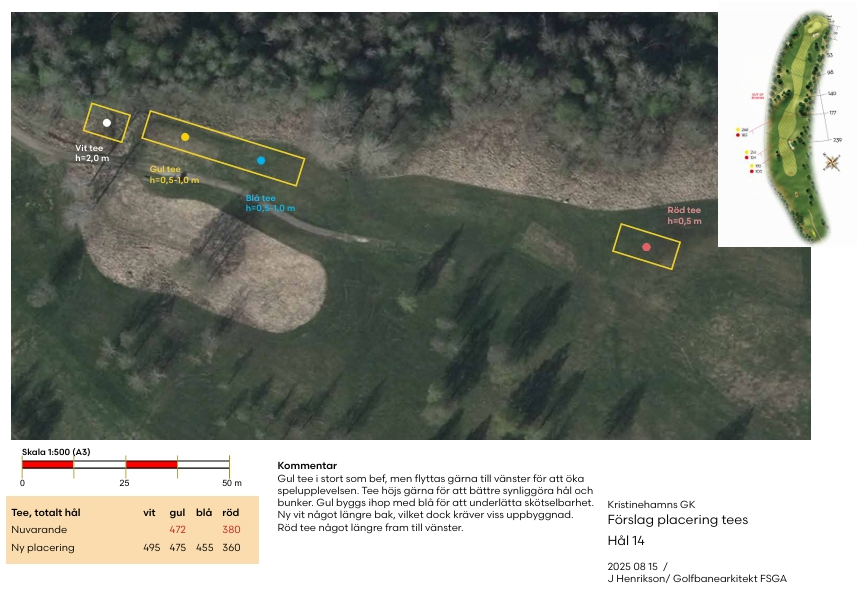 Vit tee
h=2,0 m
Gul tee
h=0,5-1,0 m
Blå tee
h=0,5-1,0 m
Röd tee
h=0,5 m
53
98
140
177
239
Skala 1:500 (A3)
0 25 50 m
Tee, totalt hål vit gul blå röd
Nuvarande 472 380
Ny placering 495 475 455 360
Kommentar
Gul tee i stort som bef, men flyttas gärna till vänster för att öka
spelupplevelsen. Tee höjs gärna för att bättre synliggöra hål och
bunker. Gul byggs ihop med blå för att underlätta skötselbarhet.
Ny vit något längre bak, vilket dock kräver viss uppbyggnad.
Röd tee något längre fram till vänster.
Kristinehamns GK
Förslag placering tees
Hål 14
2025 08 15 /
J Henrikson/ Golfbanearkitekt FSGA